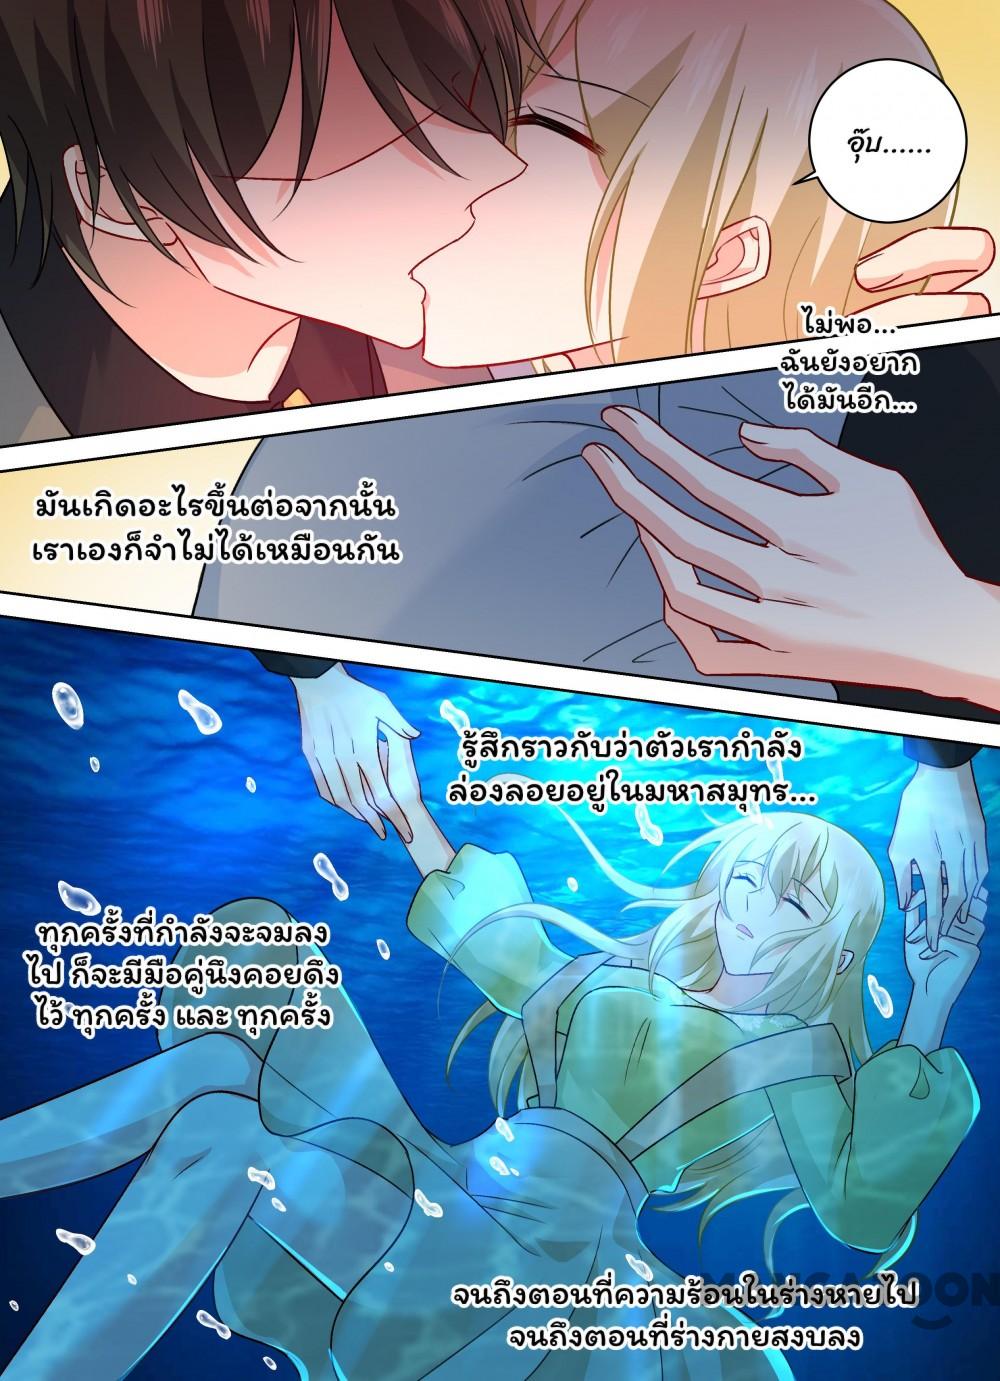 อุ๊บ......
ไม่พอ...
ฉันยังอยาก
ได้มันอีก...
มันเกิดอะไรขึ้นต่อจากนั้น
เราเองก็จำไม่ได้เหมือนกัน
รู้สึกราวกับว่าตัวเรากำลัง
ล่องลอยอยู่ในมหาสมุทร...
ทุกครั้งที่กำลังจะจมลง
ไป ก็จะมีมือคู่นึงคอยดึง
ไว้ ทุกครั้ง และ ทุกครั้ง
จนถึงตอนที่ความร้อนในร่างหายไป
จนถึงตอนที่ร่างกายสงบลง